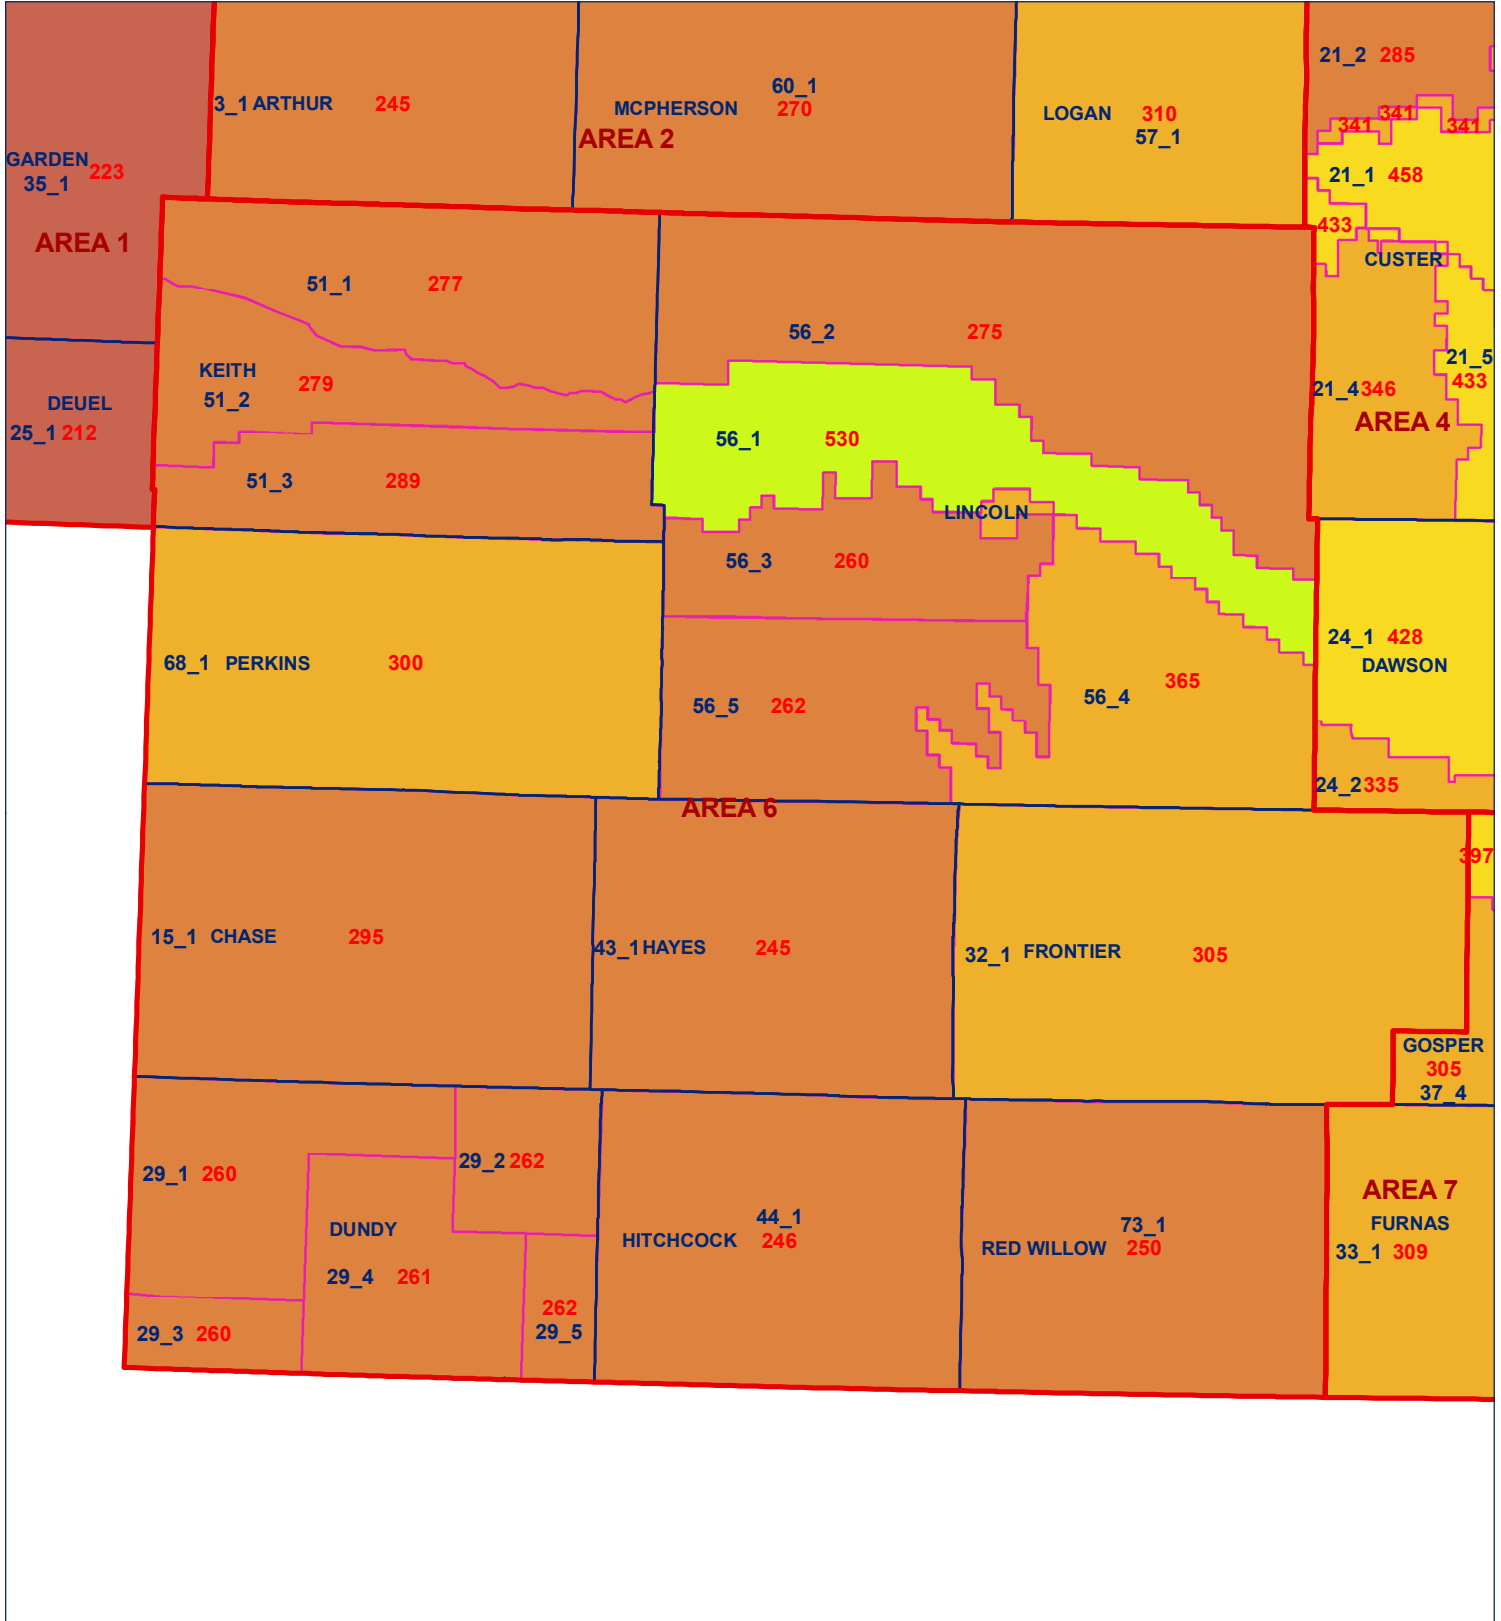 21_2 285
60_1
3_1 ARTHUR 245
MCPHERSON 270
LOGAN 310
57_1
341
341
341
AREA 2
GARDEN 223
35_1
21_1 458
433
AREA 1
CUSTER
51_1 277
56_2 275
21_5
433
KEITH 279
51_2
21_4 346
DEUEL
25_1 212
AREA 4
56_1 530
51_3 289
LINCOLN
56_3 260
24_1 428
DAWSON
68_1 PERKINS 300
365
56_4
56_5 262
24_2 335
AREA 6
397
15_1 CHASE 295
43_1 HAYES 245
32_1 FRONTIER 305
GOSPER
305
37_4
29_1 260
29_2 262
AREA 7
DUNDY
44_1
HITCHCOCK 246
73_1
RED WILLOW 250
FURNAS
33_1 309
29_4 261
262
29_5
29_3 260